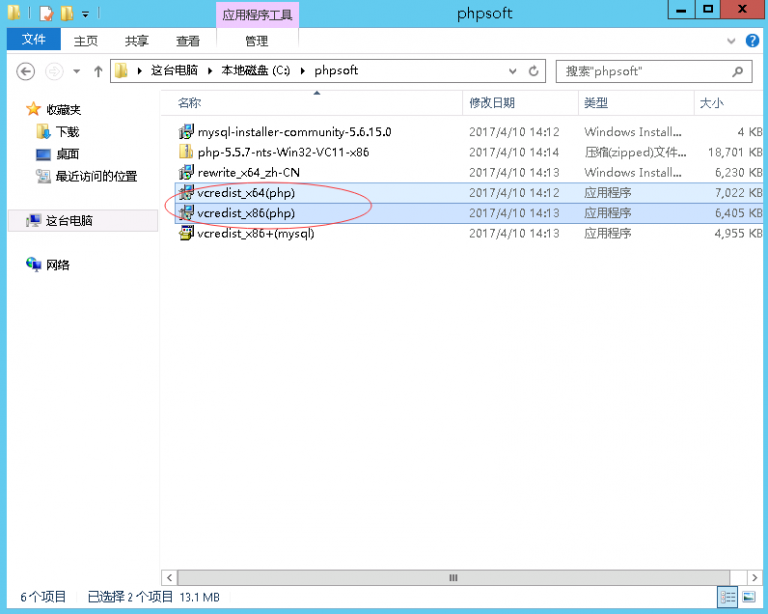 应用程序工具
phpsoft
文件 主页 共享 查看 管理
这台电脑 本地磁盘 (C:) phpsoft 搜索"phpsoft"
收藏夹
下载
桌面
最近访问的位置
这台电脑
网络
名称 修改日期 类型 大小
mysql-installer-community-5.6.15.0 2017/4/10 14:12 Windows Install... 4 KB
php-5.5.7-nts-Win32-VC11-x86 2017/4/10 14:14 压缩(zipped)文件... 18,701 KB
rewrite_x64_zh-CN 2017/4/10 14:13 Windows Install... 6,230 KB
vcredist_x64(php) 2017/4/10 14:12 应用程序 7,022 KB
vcredist_x86(php) 2017/4/10 14:13 应用程序 6,405 KB
vcredist_x86+(mysql) 2017/4/10 14:13 应用程序 4,955 KB
6 个项目 已选择 2 个项目 13.1 MB